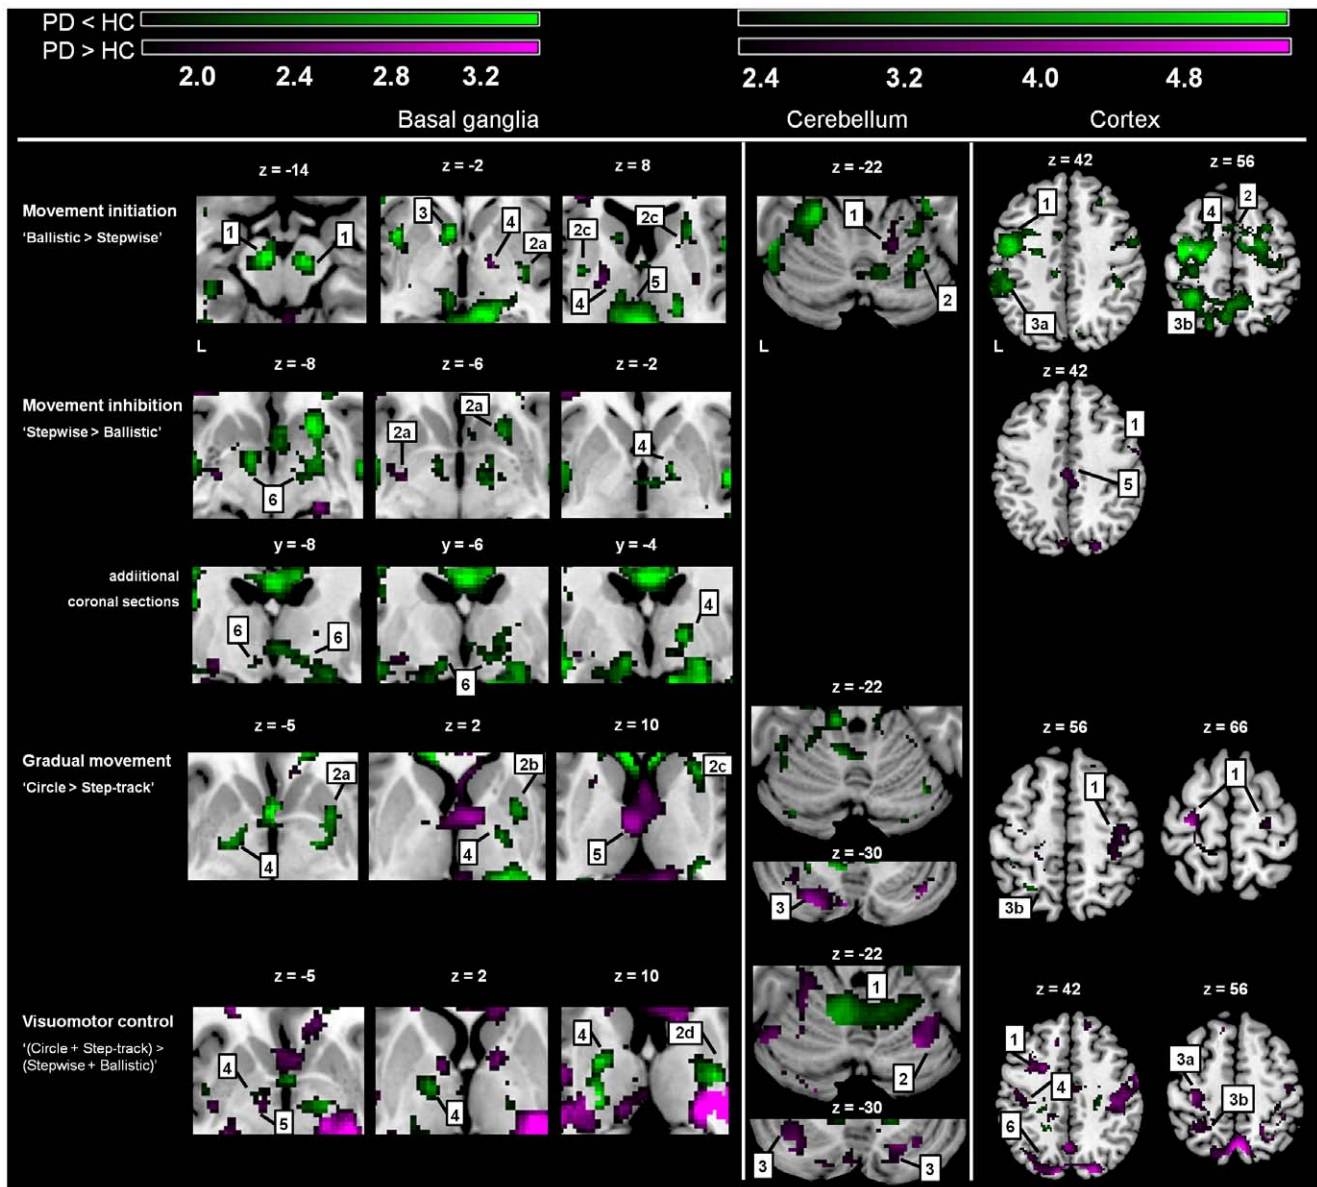 PD < HC
PD > HC
2.0 2.4 2.8 3.2 2.4 3.2 4.0 4.8
Basal ganglia Cerebellum Cortex
z = -14 z = -2 z = 8 z = -22 z = 42 z = 56
Movement initiation
'Ballistic > Stepwise'
1 1 3 4 2a 2c 2c 4 5 1 2 1 3a 4 2 3b
L L L
z = -8 z = -6 z = -2 z = 42
Movement inhibition
'Stepwise > Ballistic'
6 2a 2a 4 1 5
y = -8 y = -6 y = -4
addiitional
coronal sections
6 6 6 4
z = -22
z = -5 z = 2 z = 10 z = 56 z = 66
Gradual movement
'Circle > Step-track'
2a 4 2b 4 2c 5 1 3b 1
z = -30
3
z = -22
z = -5 z = 2 z = 10 z = 42 z = 56
Visuomotor control
'(Circle + Step-track) >
(Stepwise + Ballistic)'
4 5 4 4 2d 1 2 1 4 6 3a 3b
z = -30
3 3